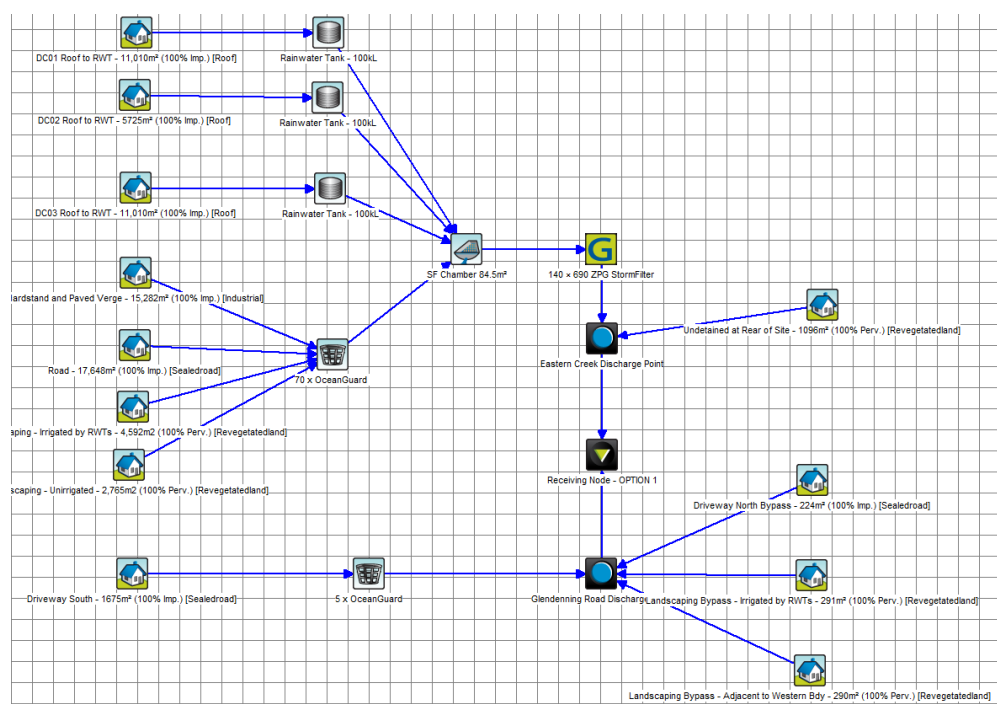 DC01 Roof to RWT - 11,010m² (100% Imp.) [Roof]
Rainwater Tank - 100kL
DC02 Roof to RWT - 5725m² (100% Imp.) [Roof]
Rainwater Tank - 100kL
DC03 Roof to RWT - 11,010m² (100% Imp.) [Roof]
Rainwater Tank - 100kL
SF Chamber 84.5m²
G
140 x 690 ZPG StormFilter
ardstand and Paved Verge - 15,282m² (100% Imp.) [Industrial]
Undetained at Rear of Site - 1096m² (100% Perv.) [Revegetatedland]
Road - 17,648m² (100% Imp.) [Sealedroad]
70 x OceanGuard
Eastern Creek Discharge Point
aping - Irrigated by RWTs - 4,592m2 (100% Perv.) [Revegetatedland]
scaping - Unirrigated - 2,765m2 (100% Perv.) [Revegetatedland]
Receiving Node - OPTION 1
Driveway North Bypass - 224m² (100% Imp.) [Sealedroad]
Driveway South - 1675m² (100% Imp.) [Sealedroad]
5 x OceanGuard
Glendenning Road Discharg
Landscaping Bypass - Irrigated by RWTs - 291m² (100% Perv.) [Revegetatedland]
Landscaping Bypass - Adjacent to Western Bdy - 290m² (100% Perv.) [Revegetatedland]